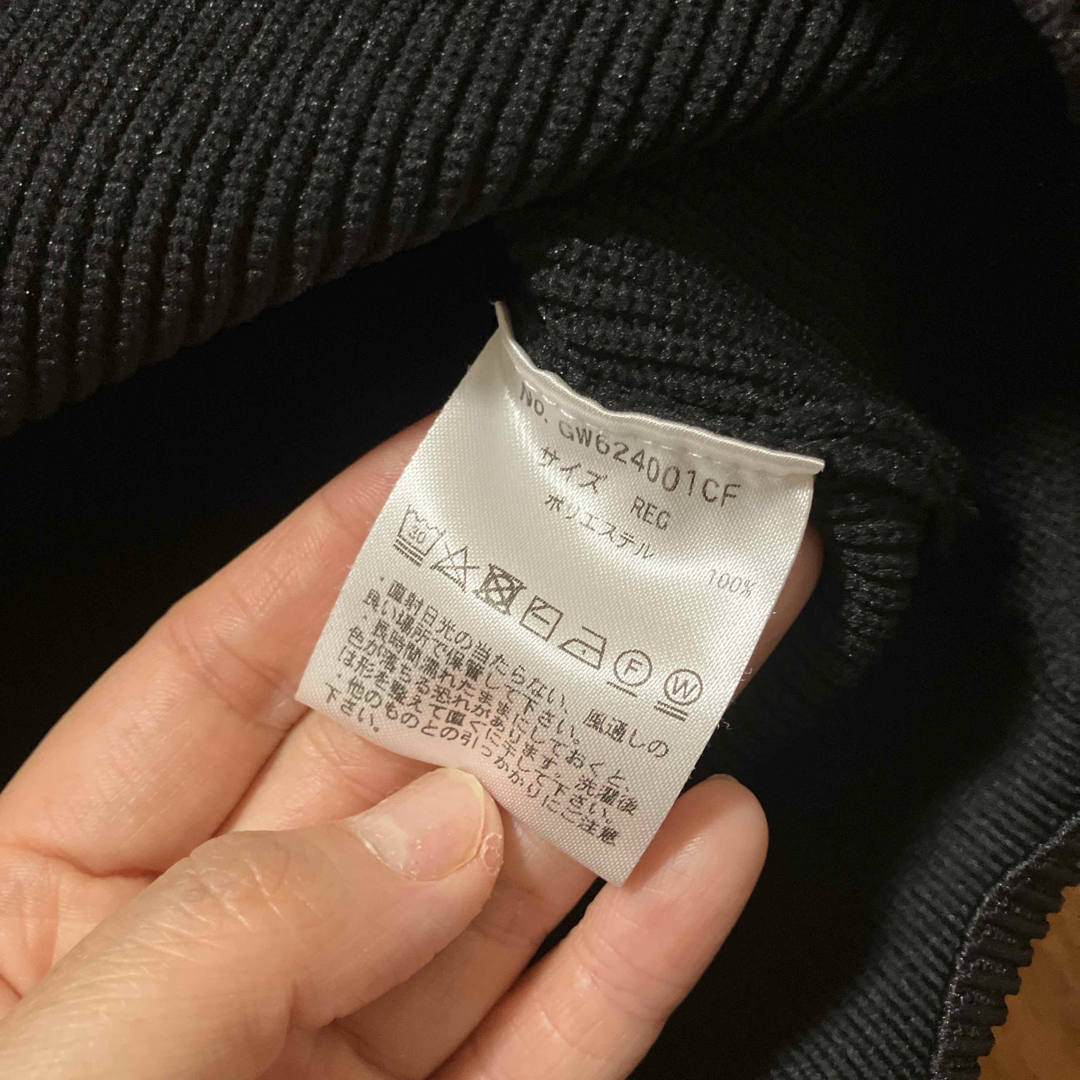 No. GW624001CF
サイズ REG
ポリエステル 100%
30
F W
・直射日光の当たらない、風通しの
良い場所で保管して下さい。
・長時間濡れたままにしておくと、
色が落ちる恐れがあります。洗濯後
は形を整えて直ぐに干して下さい。
・他のものとの引っかかりにご注意
下さい。